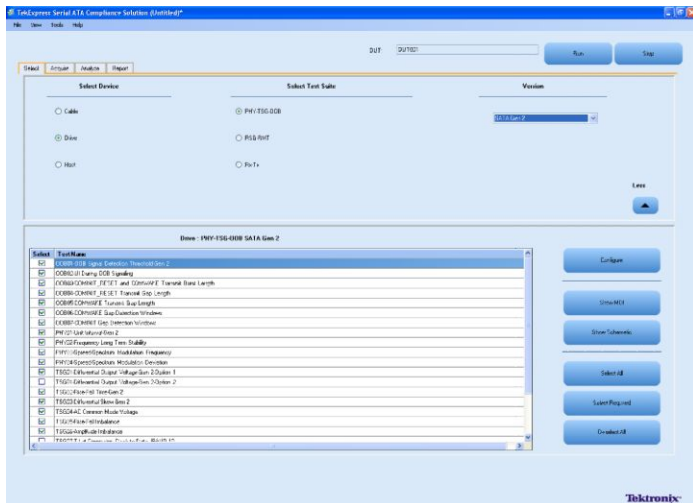 TekExpress Serial ATA Compliance Solution (Untitled)*
File View Tools Help
DUT DUT001
Run Stop
Select Acquire Analyze Report
Select Device Select Test Suite Version
Cable PHY-TSG-OOB SATA Gen 2
Drive RSG-RMT
Host Rx-Tx
Less
Drive : PHY-TSG-OOB SATA Gen 2
Select Test Name
OOB01-OOB Signal Detection Threshold-Gen 2
OOB02-UI During OOB Signaling
OOB03-COMINIT_RESET and COMWAKE Transmit Burst Length
OOB04-COMINIT_RESET Transmit Gap Length
OOB05-COMWAKE Transmit Gap Length
OOB06-COMWAKE Gap Detection Windows
OOB07-COMINIT Gap Detection Windows
PHY01-Unit Interval-Gen 2
PHY02-Frequency Long Term Stability
PHY03-Spread-Spectrum Modulation Frequency
PHY04-Spread-Spectrum Modulation Deviation
TSG01-Differential Output Voltage-Gen 2-Option 1
TSG01-Differential Output Voltage-Gen 2-Option 2
TSG02-Rise-Fall Time-Gen 2
TSG03-Differential Skew-Gen 2
TSG04-AC Common Mode Voltage
TSG05-Rise-Fall Imbalance
TSG06-Amplitude Imbalance
Configure
Show MOI
Show Schematic
Select All
Select Required
Deselect All
Tektronix